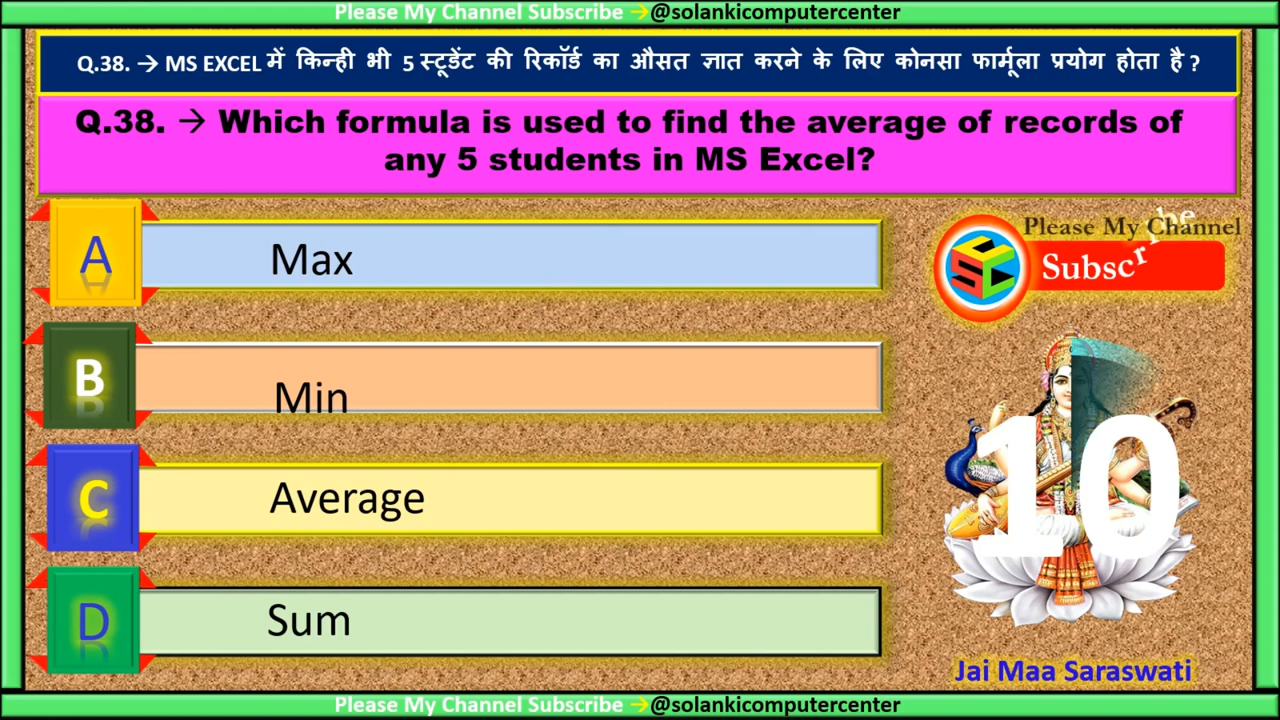 Please My Channel Subscribe →@solankicomputercenter
Q.38. → MS EXCEL में किन्ही भी 5 स्टूडेंट की रिकॉर्ड का औसत ज्ञात करने के लिए कोनसा फार्मूला प्रयोग होता है ?
Q.38. → Which formula is used to find the average of records of
any 5 students in MS Excel?
A Max
Please My Channel
Subscribe
B Min
C Average
10
D Sum
Jai Maa Saraswati
Please My Channel Subscribe →@solankicomputercenter